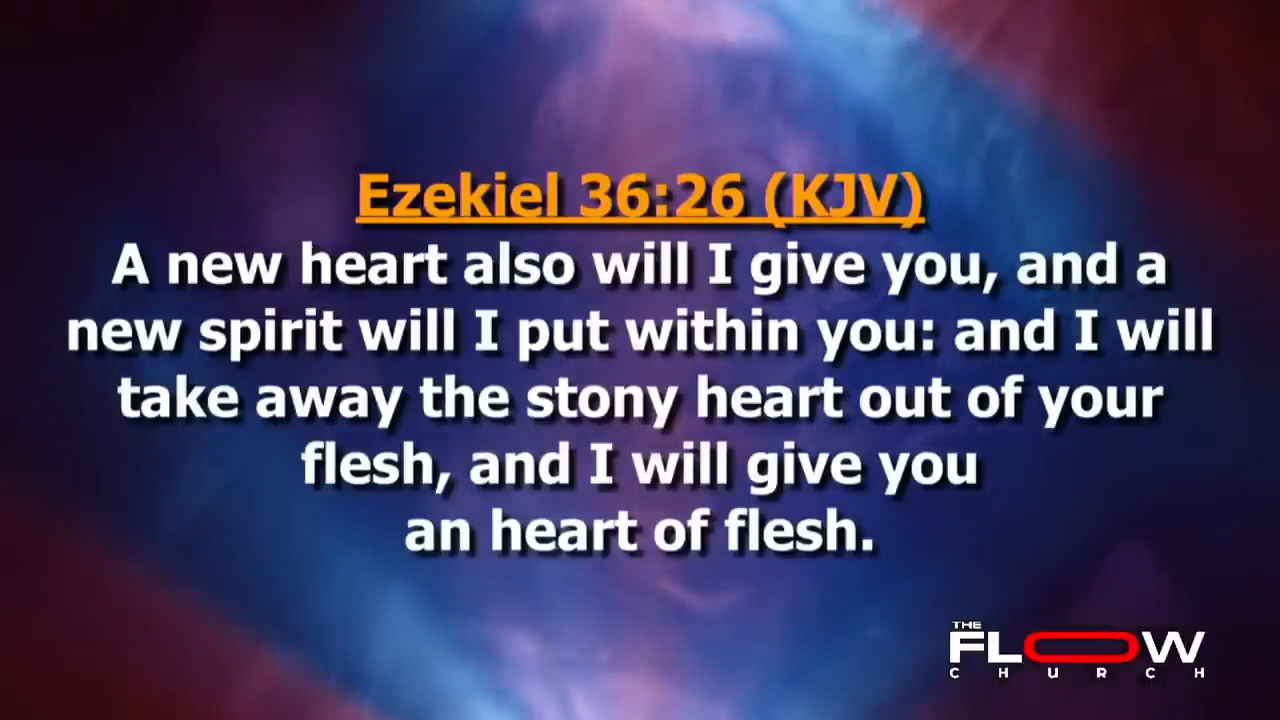 Ezekiel 36:26 (KJV)
A new heart also will I give you, and a
new spirit will I put within you: and I will
take away the stony heart out of your
flesh, and I will give you
an heart of flesh.
THE
FLOW
CHURCH